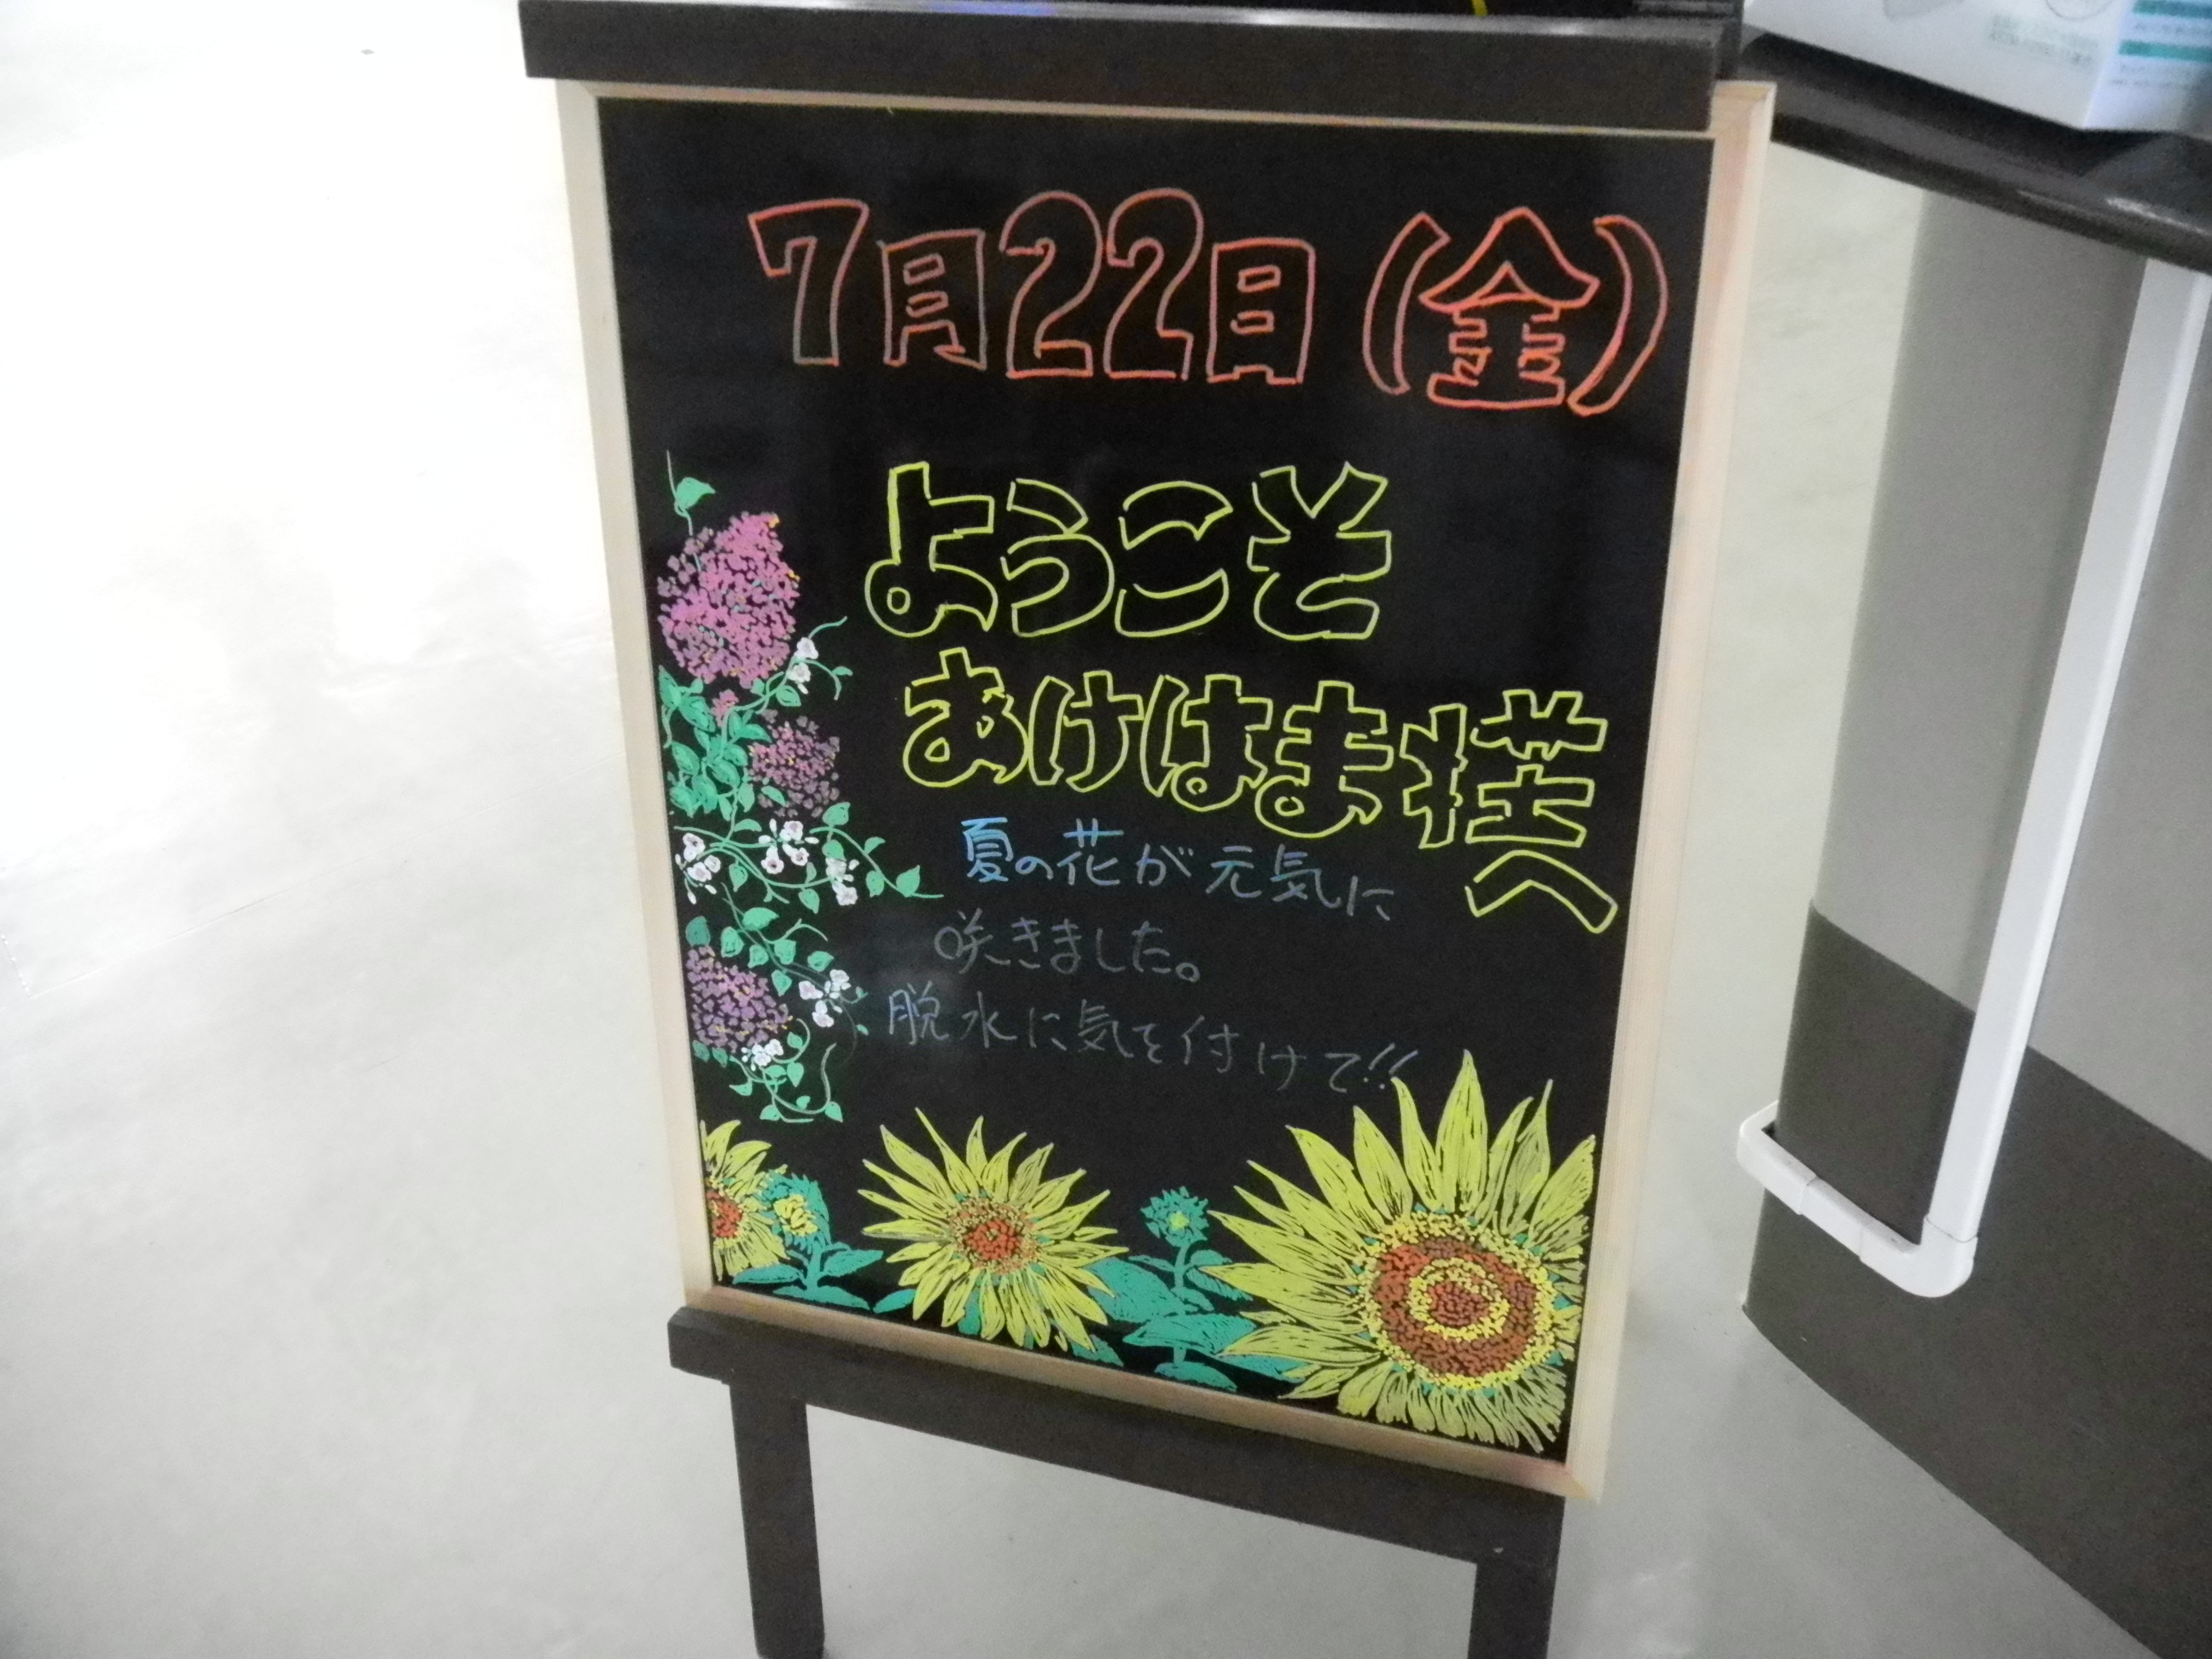 7月22日(金)
ようこそ
あけはま荘へ
夏の花が元気に
咲きました。
脱水に気を付けて!!